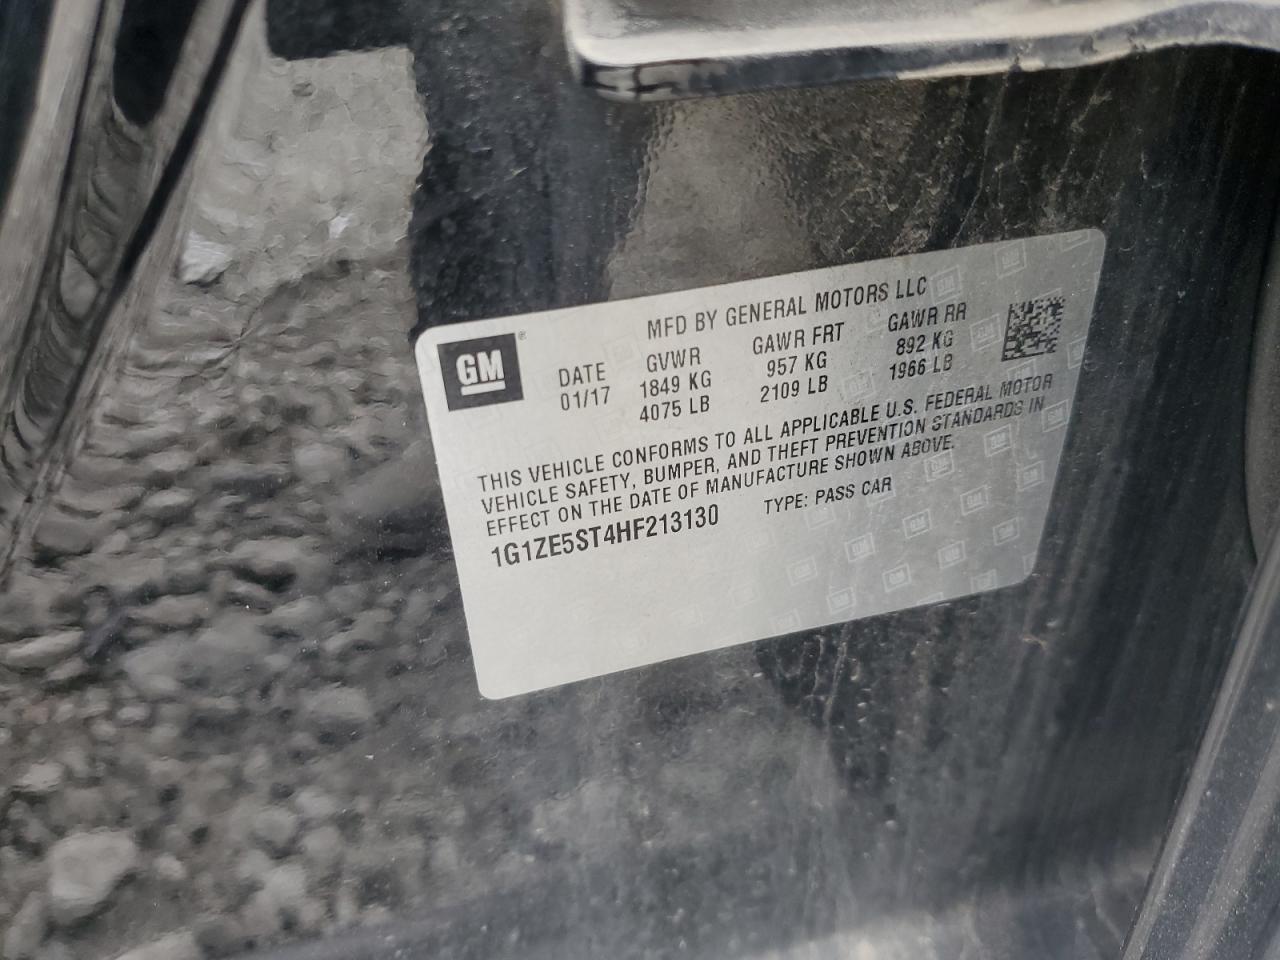 GM®
MFD BY GENERAL MOTORS LLC
DATE GVWR GAWR FRT GAWR RR
01/17 1849 KG 957 KG 892 KG
4075 LB 2109 LB 1966 LB
THIS VEHICLE CONFORMS TO ALL APPLICABLE U.S. FEDERAL MOTOR
VEHICLE SAFETY, BUMPER, AND THEFT PREVENTION STANDARDS IN
EFFECT ON THE DATE OF MANUFACTURE SHOWN ABOVE.
1G1ZE5ST4HF213130 TYPE: PASS CAR